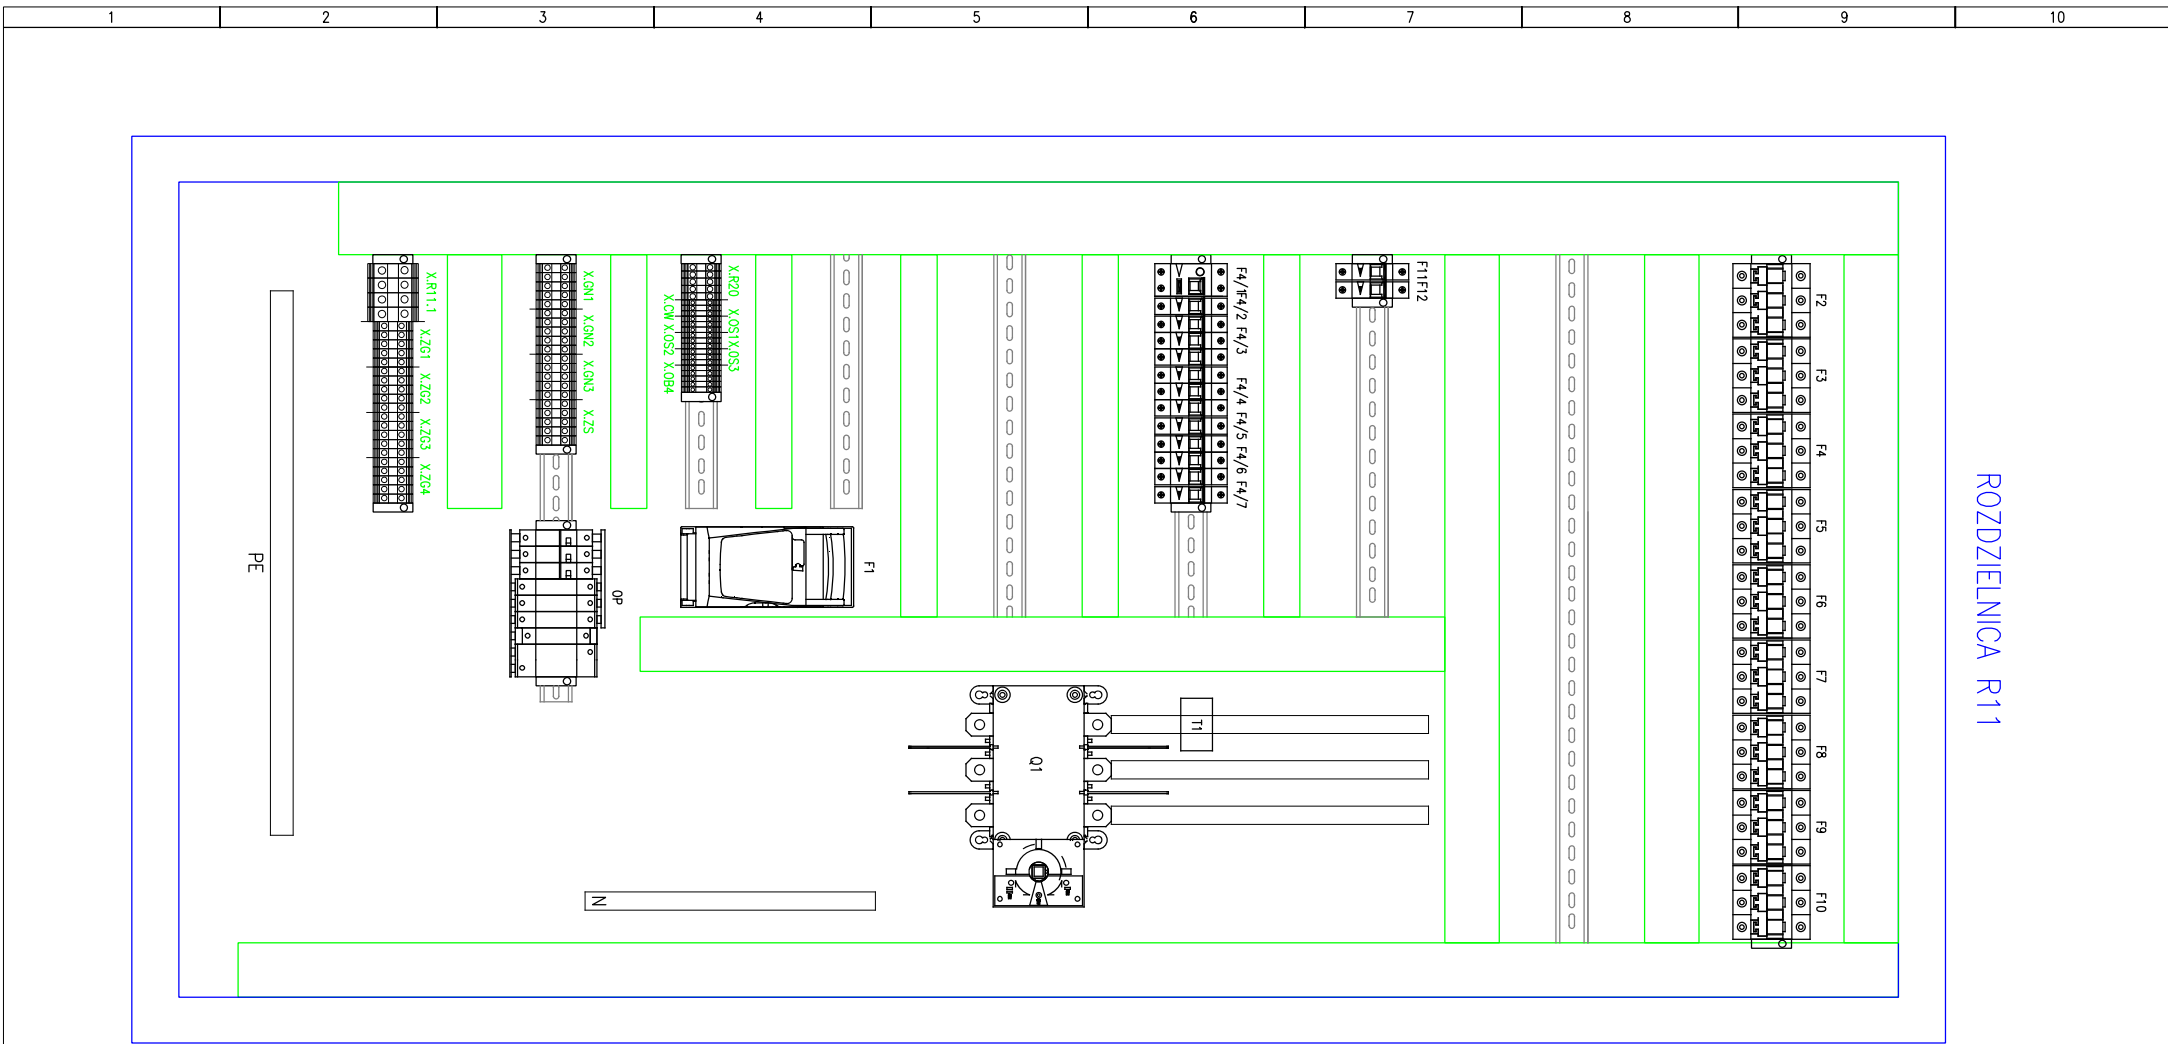 1 2 3 4 5 6 7 8 9 10
ROZDZIELNICA R11
F2
F3
F4
F5
F6
F7
F8
F9
F10
F11 F12
F4/1 F4/2 F4/3 F4/4 F4/5 F4/6 F4/7
X.R20 X.OS1 X.OS3
X.CW X.OS2 X.OB4
X.GN1 X.GN2 X.GN3 X.ZS
X.R11.1 X.ZG1 X.ZG2 X.ZG3 X.ZG4
F1
OP
T1
Q1
PE
N